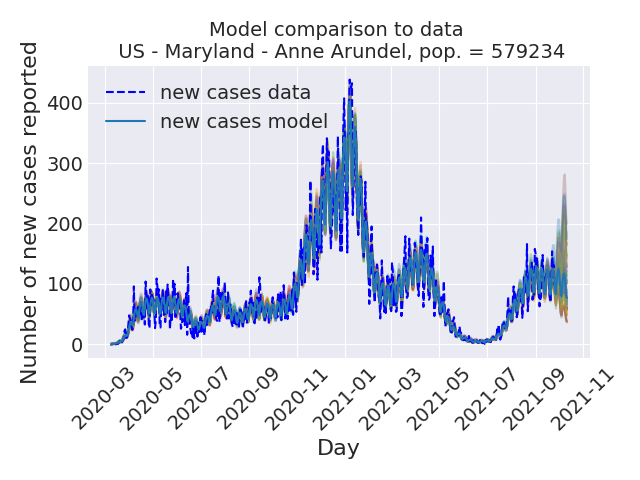 Model comparison to data
US - Maryland - Anne Arundel, pop. = 579234
Number of new cases reported
400
300
200
100
0
new cases data
new cases model
2020-03
2020-05
2020-07
2020-09
2020-11
2021-01
2021-03
2021-05
2021-07
2021-09
2021-11
Day